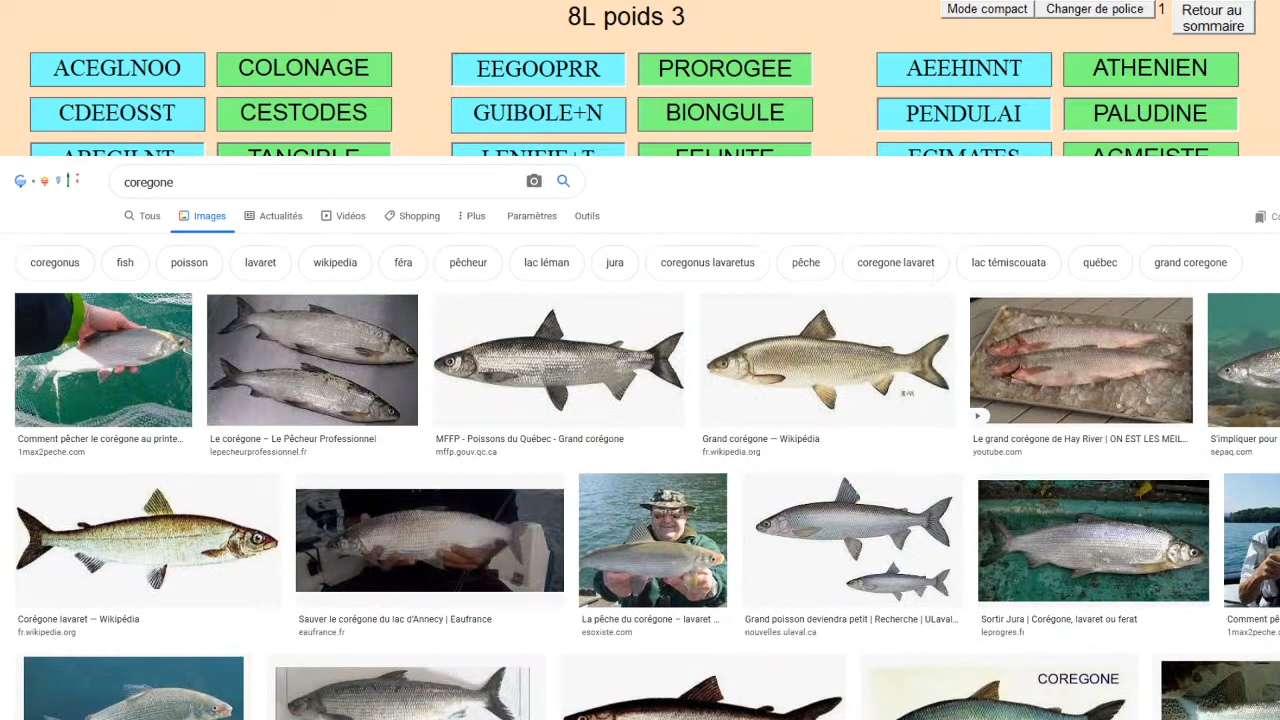 8L poids 3
Mode compact Changer de police 1 Retour au sommaire
ACEGLNOO COLONAGE EEGOOPRR PROROGEE AEEHINNT ATHENIEN
CDEEOSST CESTODES GUIBOLE+N BIONGULE PENDULAI PALUDINE
TANGIBLE LENIFIE+T FEUNITE ECIMATES ACMEISTE
coregone
Tous Images Actualités Vidéos Shopping Plus Paramètres Outils
coregonus fish poisson lavaret wikipedia féra pêcheur lac léman jura coregonus lavaretus pêche coregone lavaret lac témiscouata québec grand coregone
Comment pêcher le corégone au printe... Le corégone – Le Pêcheur Professionnel MFFP - Poissons du Québec - Grand corégone Grand corégone — Wikipédia Le grand corégone de Hay River | ON EST LES MEIL... S'impliquer pour
1max2peche.com lepecheurprofessionnel.fr mffp.gouv.qc.ca fr.wikipedia.org youtube.com sepaq.com
Corégone lavaret — Wikipédia Sauver le corégone du lac d'Annecy | Eaufrance La pêche du corégone – lavaret ... Grand poisson deviendra petit | Recherche | ULaval... Sortir Jura | Corégone, lavaret ou ferat Comment pê
fr.wikipedia.org eaufrance.fr esoxiste.com nouvelles.ulaval.ca leprogres.fr 1max2peche
COREGONE